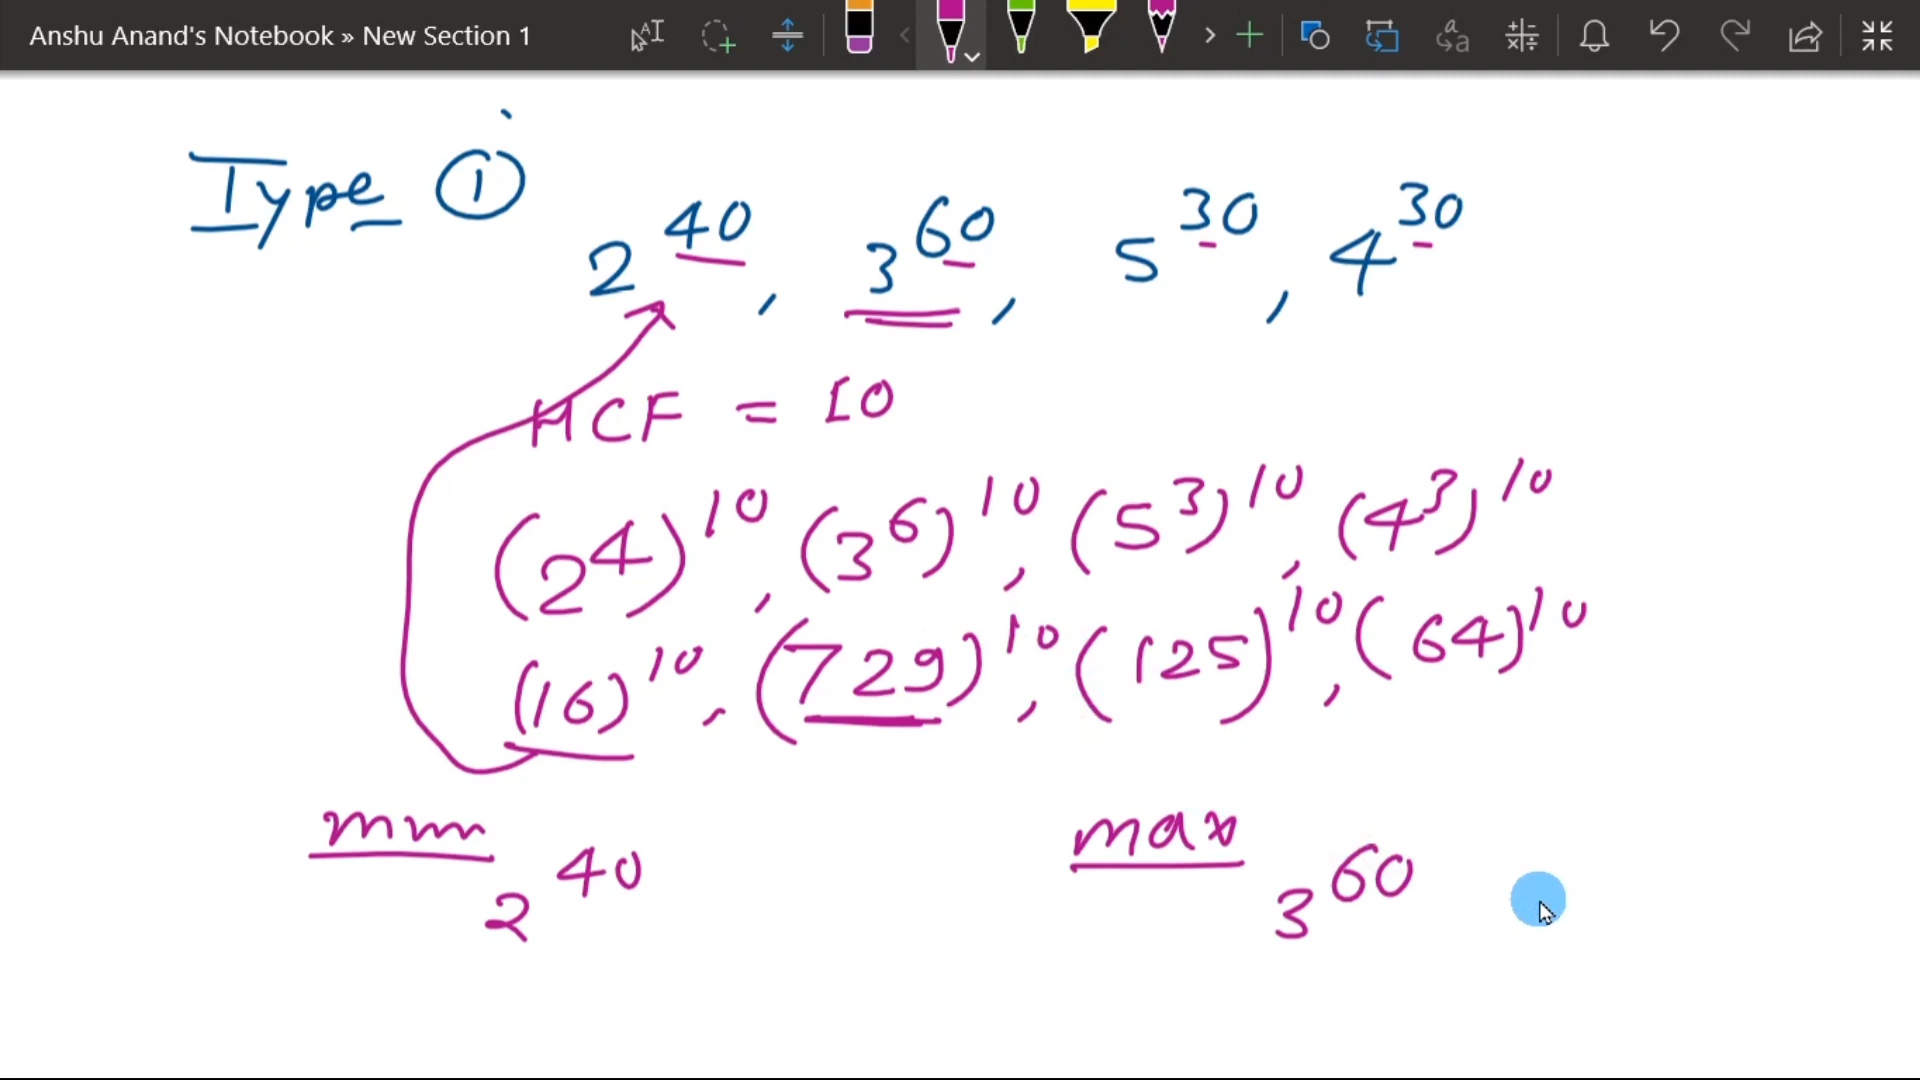 Anshu Anand's Notebook » New Section 1
Type ①
2^40, 3^60, 5^30, 4^30
HCF = 10
(2^4)^10, (3^6)^10, (5^3)^10, (4^3)^10
(16)^10, (729)^10, (125)^10, (64)^10
min max
2^40 3^60